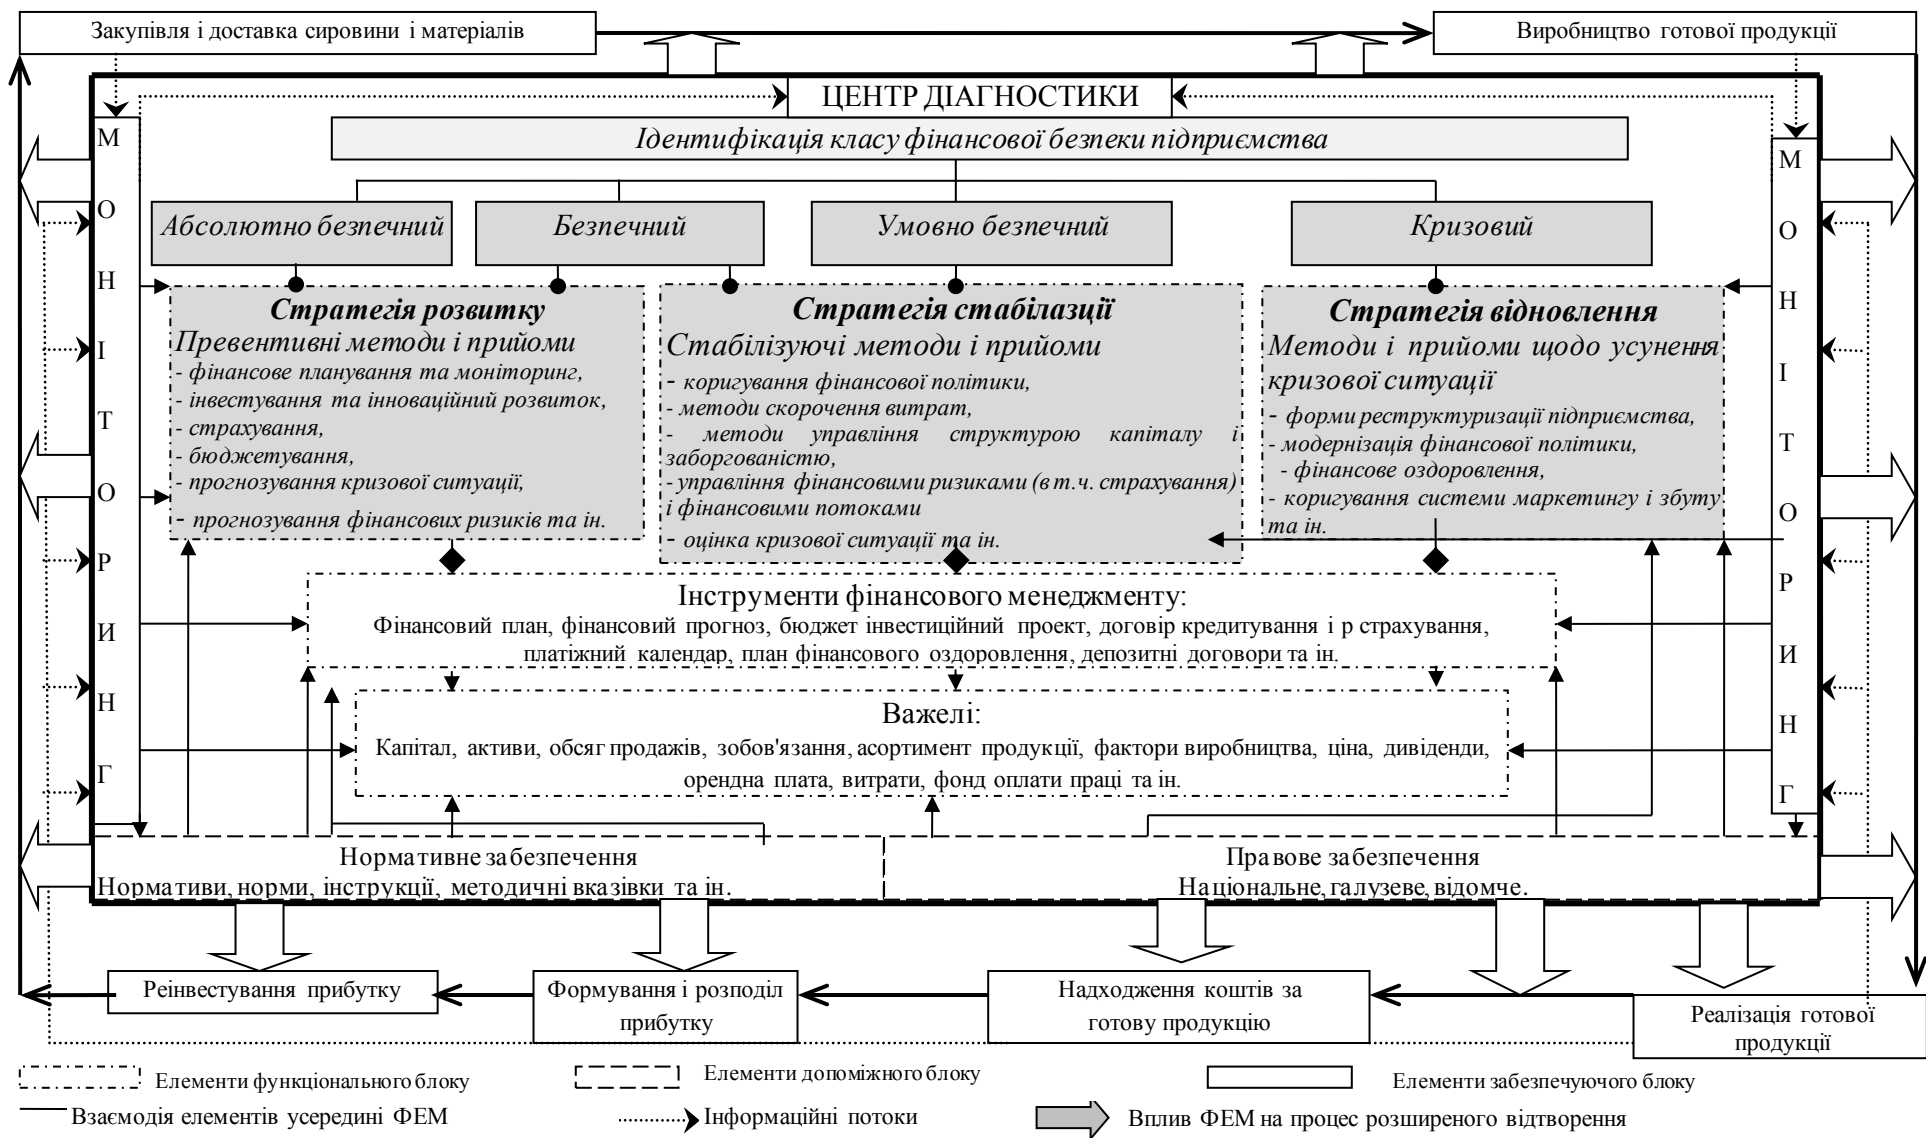 Закупівля і доставка сировини і матеріалів
Виробництво готової продукції
ЦЕНТР ДІАГНОСТИКИ
Ідентифікація класу фінансової безпеки підприємства
М
О
Н
І
Т
О
Р
И
Н
Г
Абсолютно безпечний
Безпечний
Умовно безпечний
Кризовий
Стратегія розвитку
Превентивні методи і прийоми
- фінансове планування та моніторинг,
- інвестування та інноваційний розвиток,
- страхування,
- бюджетування,
- прогнозування кризової ситуації,
- прогнозування фінансових ризиків та ін.
Стратегія стабілазції
Стабілізуючі методи і прийоми
- коригування фінансової політики,
- методи скорочення витрат,
- методи управління структурою капіталу і
заборгованістю,
- управління фінансовими ризиками (в т.ч. страхування)
і фінансовими потоками
- оцінка кризової ситуації та ін.
Стратегія відновлення
Методи і прийоми щодо усунення
кризової ситуації
- форми реструктуризації підприємства,
- модернізація фінансової політики,
- фінансове оздоровлення,
- коригування системи маркетингу і збуту
та ін.
М
О
Н
І
Т
О
Р
И
Н
Г
Інструменти фінансового менеджменту:
Фінансовий план, фінансовий прогноз, бюджет інвестиційний проект, договір кредитування і р страхування,
платіжний календар, план фінансового оздоровлення, депозитні договори та ін.
Важелі:
Капітал, активи, обсяг продажів, зобов'язання, асортимент продукції, фактори виробництва, ціна, дивіденди,
орендна плата, витрати, фонд оплати праці та ін.
Нормативне забезпечення
Нормативи, норми, інструкції, методичні вказівки та ін.
Правове забезпечення
Національне, галузеве, відомче.
Реінвестування прибутку
Формування і розподіл
прибутку
Надходження коштів за
готову продукцію
Реалізація готової
продукції
Елементи функціонального блоку
Елементи допоміжного блоку
Елементи забезпечуючого блоку
Взаємодія елементів усередині ФЕМ
Інформаційні потоки
Вплив ФЕМ на процес розширеного відтворення